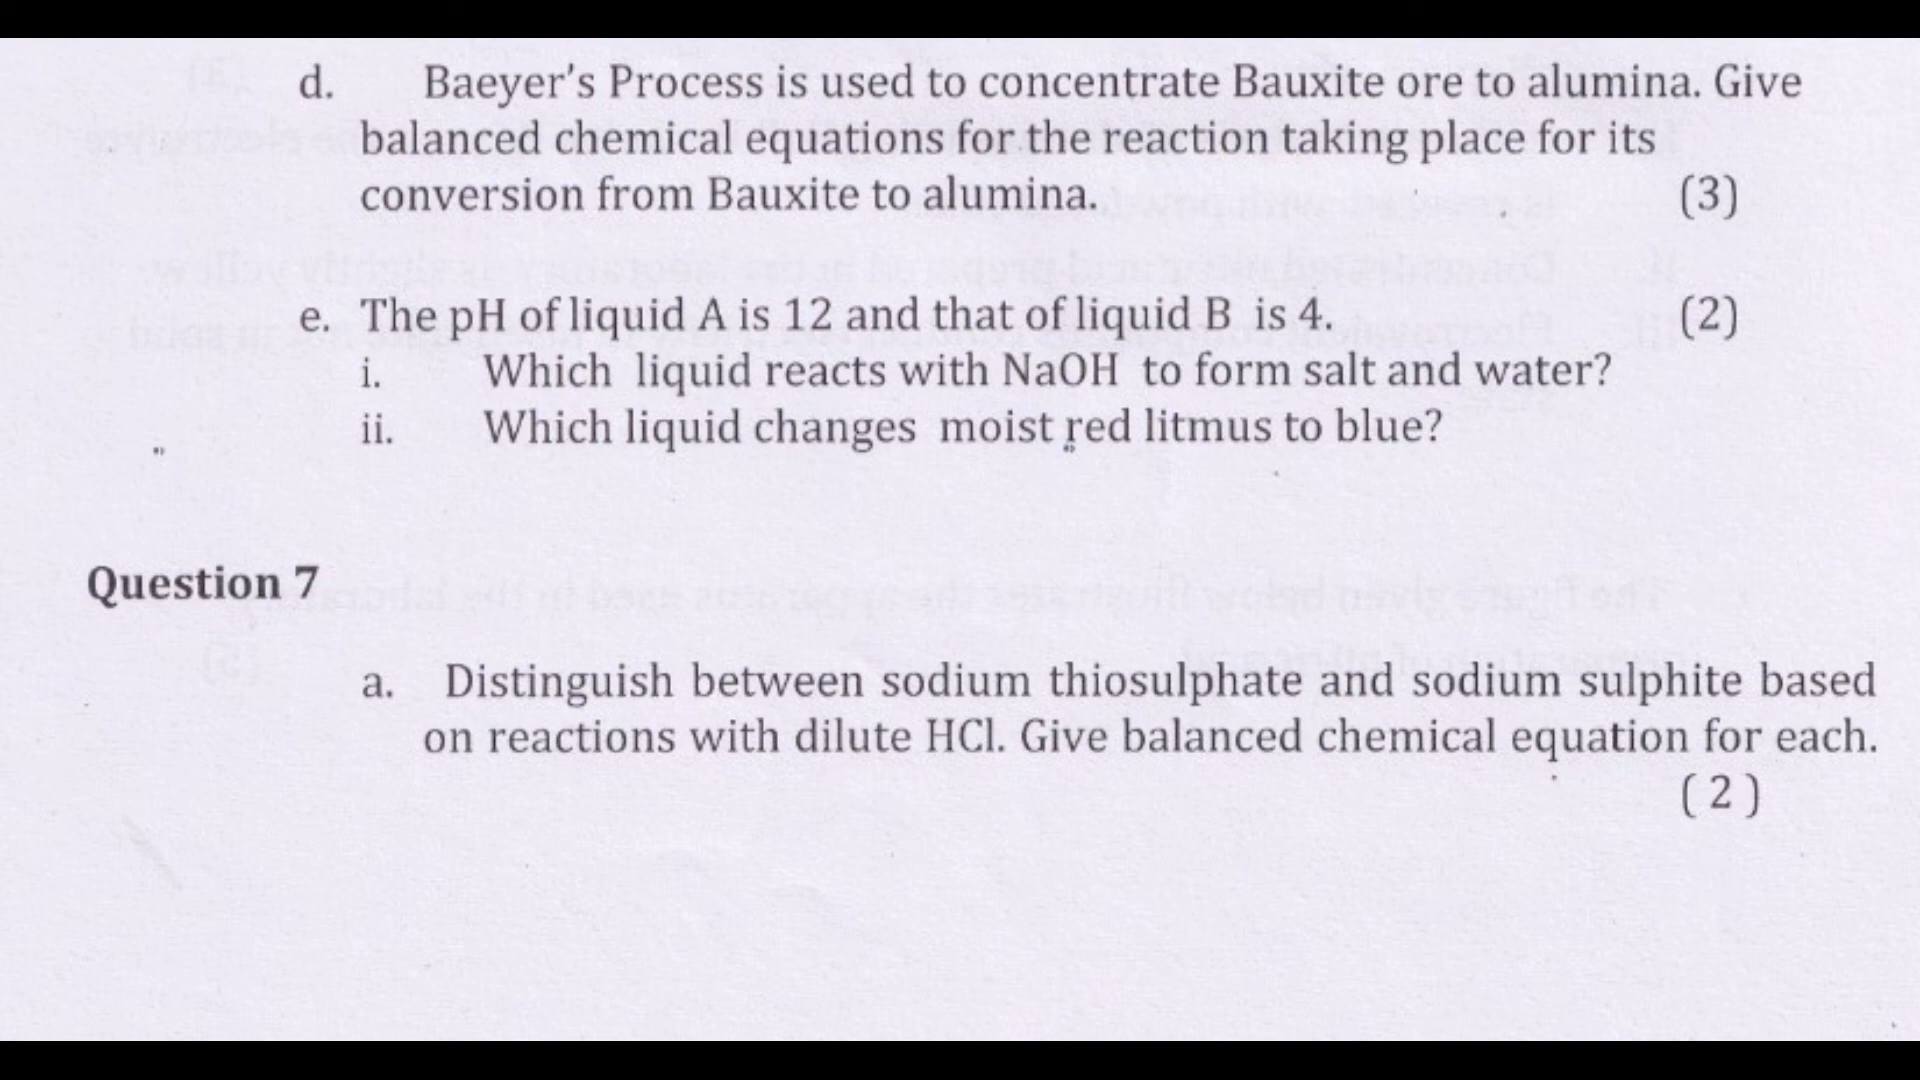 d. Baeyer's Process is used to concentrate Bauxite ore to alumina. Give
balanced chemical equations for the reaction taking place for its
conversion from Bauxite to alumina. (3)
e. The pH of liquid A is 12 and that of liquid B is 4. (2)
i. Which liquid reacts with NaOH to form salt and water?
ii. Which liquid changes moist red litmus to blue?
Question 7
a. Distinguish between sodium thiosulphate and sodium sulphite based
on reactions with dilute HCl. Give balanced chemical equation for each.
( 2 )